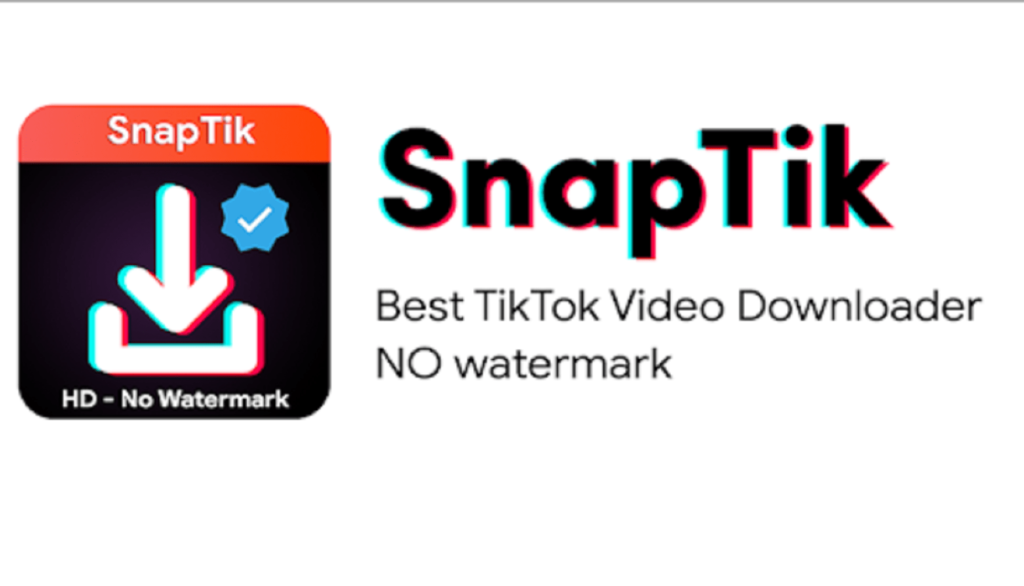 SnapTik
HD - No Watermark
SnapTik
Best TikTok Video Downloader
NO watermark